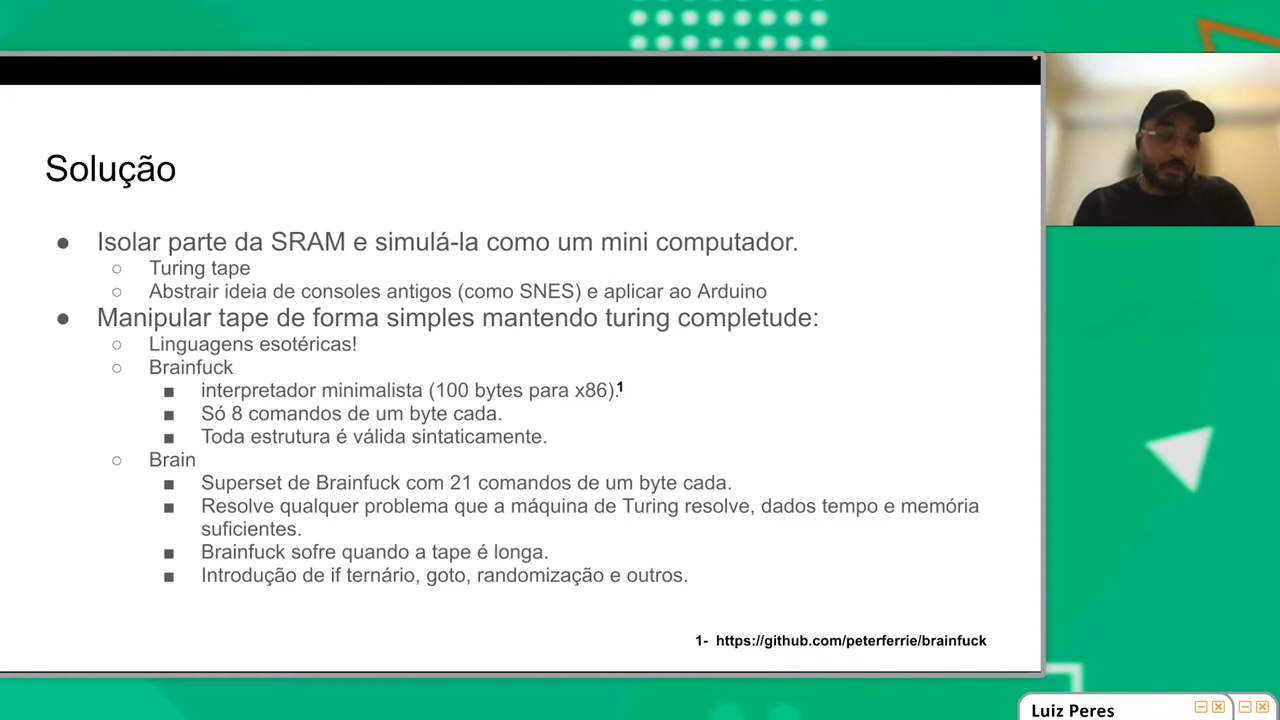 Solução
● Isolar parte da SRAM e simulá-la como um mini computador.
○ Turing tape
○ Abstrair ideia de consoles antigos (como SNES) e aplicar ao Arduino
● Manipular tape de forma simples mantendo turing completude:
○ Linguagens esotéricas!
○ Brainfuck
■ interpretador minimalista (100 bytes para x86).1
■ Só 8 comandos de um byte cada.
■ Toda estrutura é válida sintaticamente.
○ Brain
■ Superset de Brainfuck com 21 comandos de um byte cada.
■ Resolve qualquer problema que a máquina de Turing resolve, dados tempo e memória
suficientes.
■ Brainfuck sofre quando a tape é longa.
■ Introdução de if ternário, goto, randomização e outros.
1- https://github.com/peterferrie/brainfuck
Luiz Peres